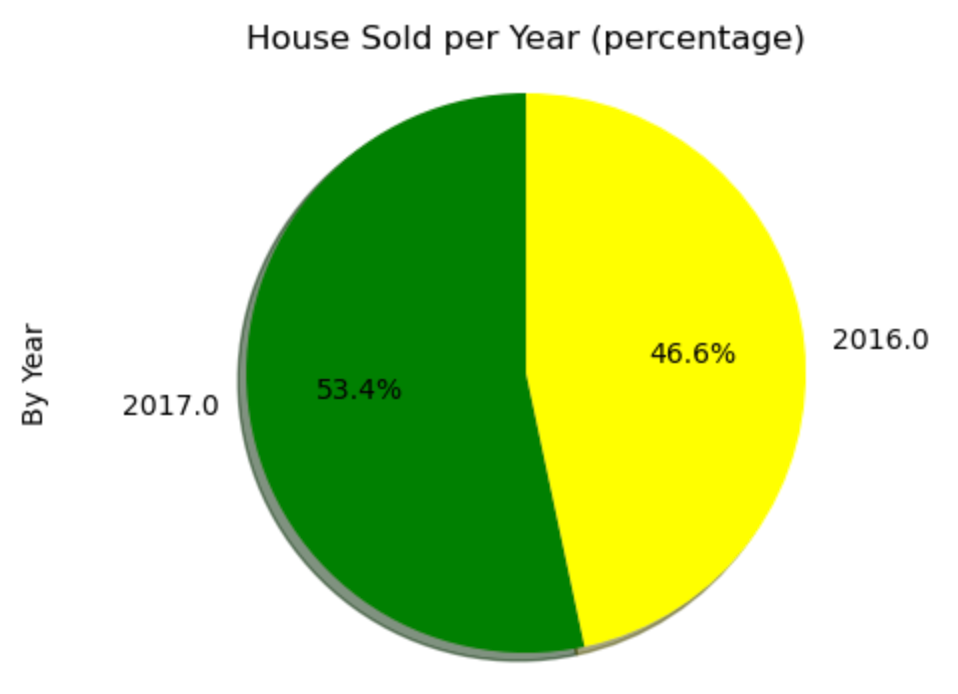 House Sold per Year (percentage)
2016.0
46.6%
53.4%
2017.0
By Year